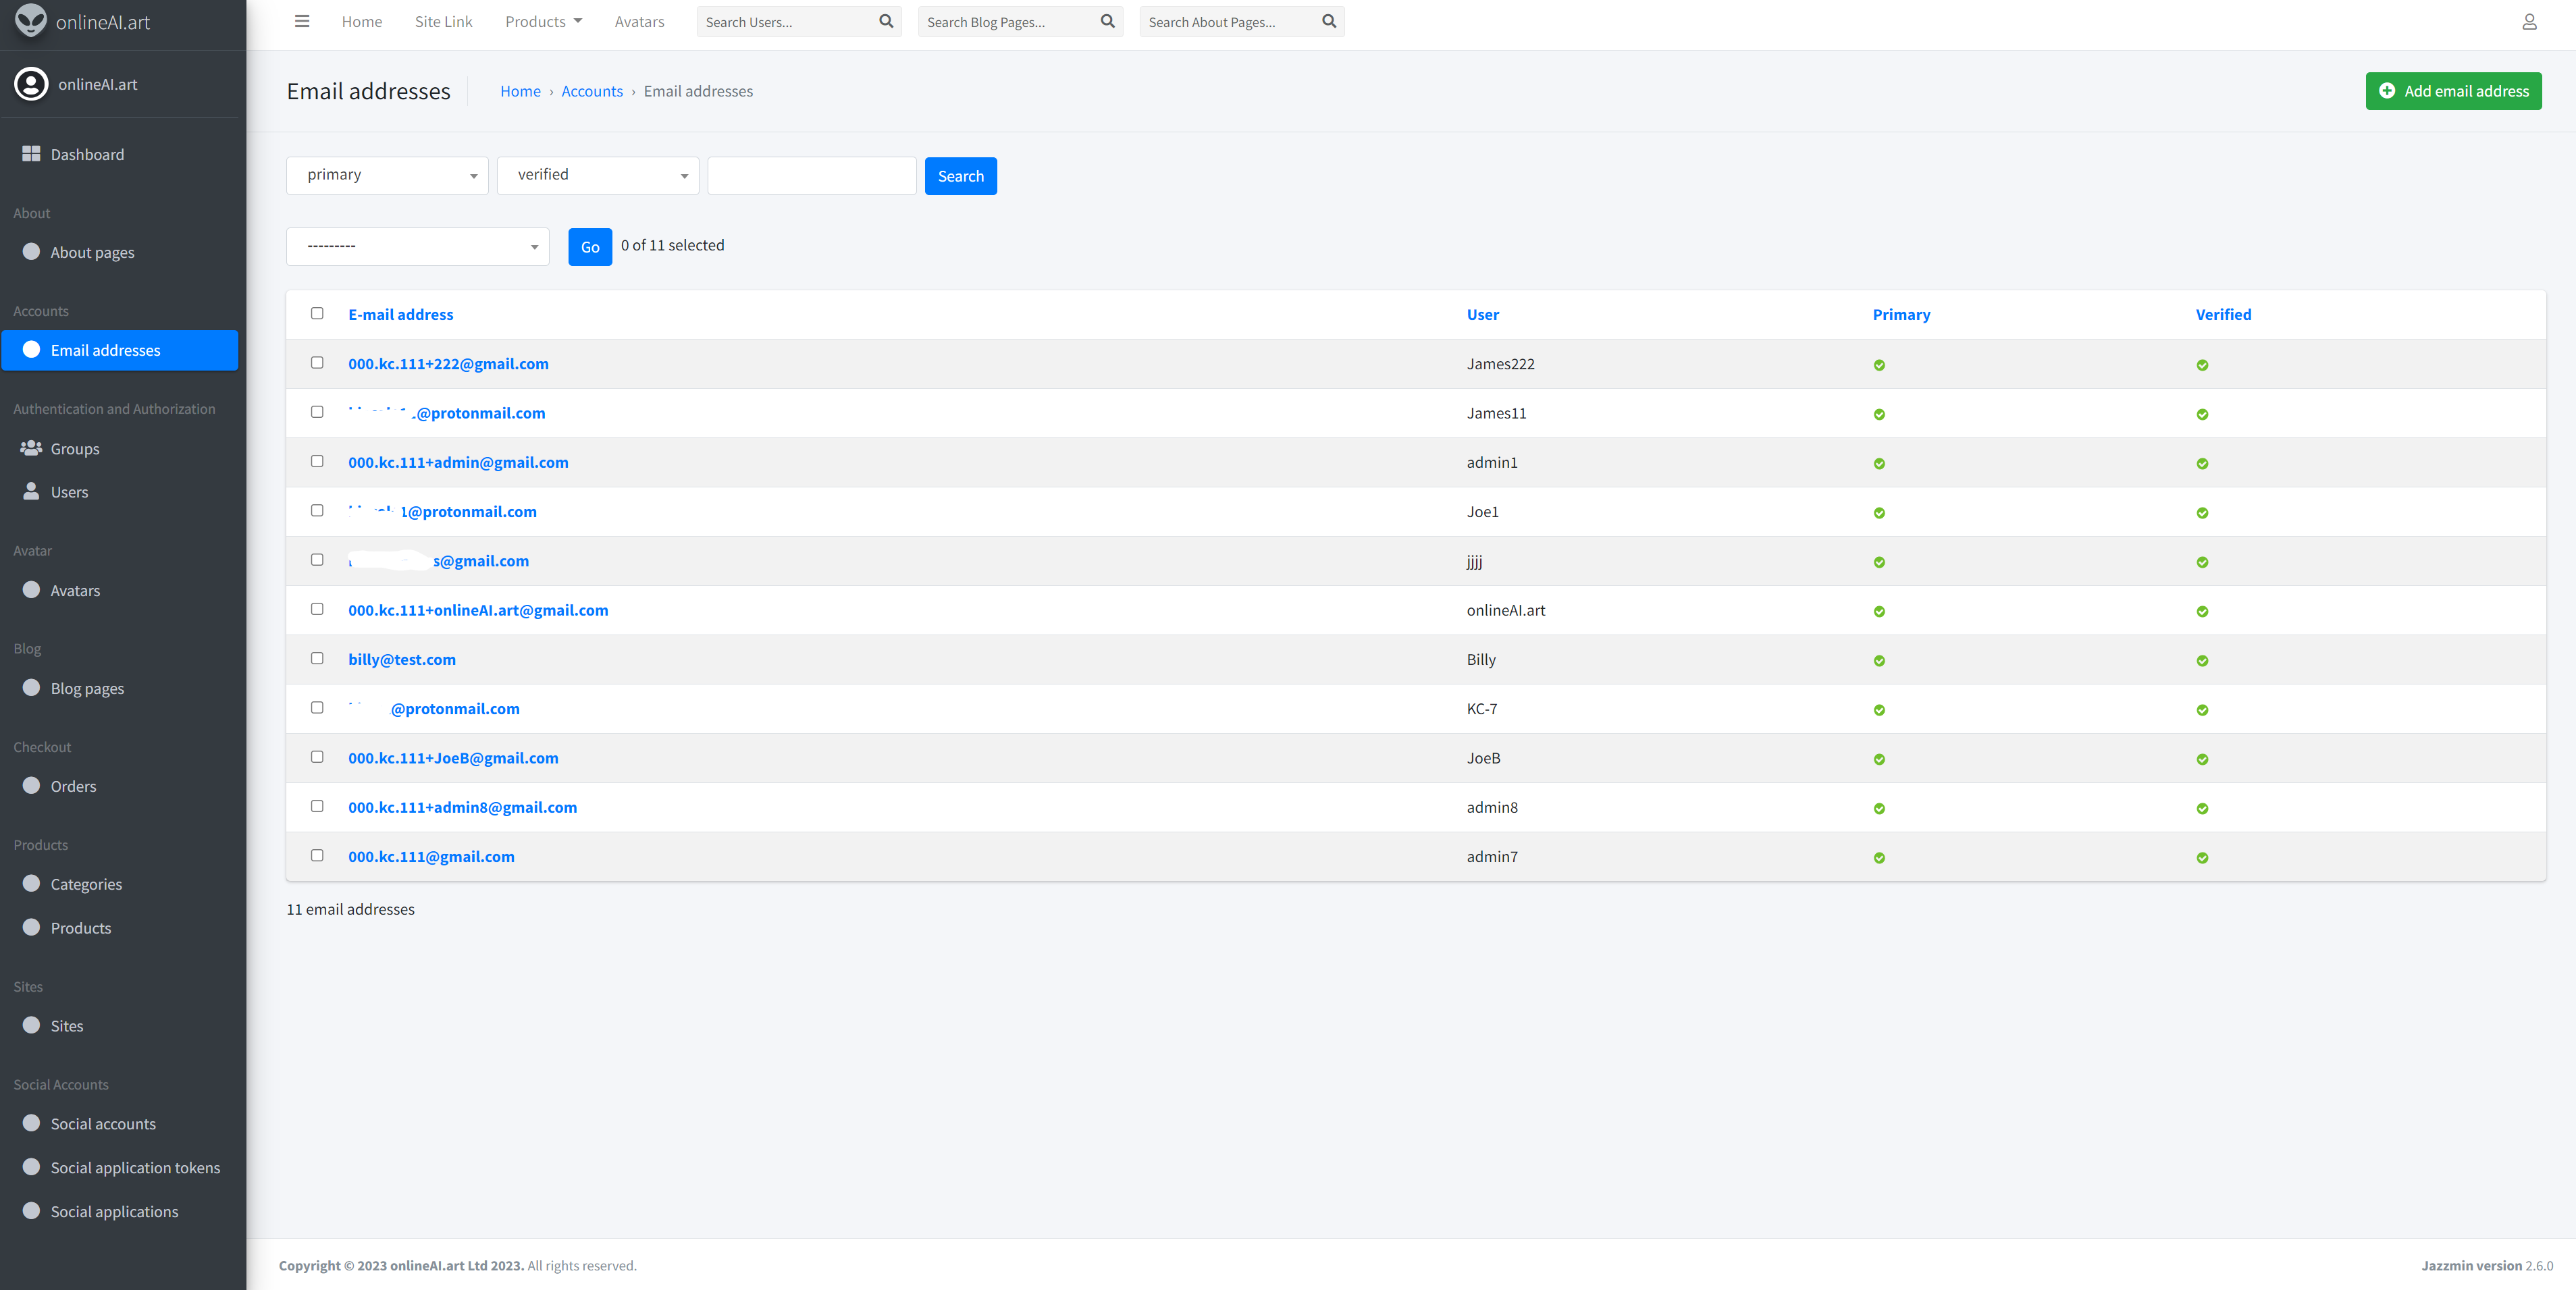 onlineAI.art
Home Site Link Products Avatars Search Users... Search Blog Pages... Search About Pages...
onlineAI.art
Dashboard
About
About pages
Accounts
Email addresses
Authentication and Authorization
Groups
Users
Avatar
Avatars
Blog
Blog pages
Checkout
Orders
Products
Categories
Products
Sites
Sites
Social Accounts
Social accounts
Social application tokens
Social applications
Email addresses Home › Accounts › Email addresses Add email address
primary verified Search
--------- Go 0 of 11 selected
E-mail address User Primary Verified
000.kc.111+222@gmail.com James222
@protonmail.com James11
000.kc.111+admin@gmail.com admin1
1@protonmail.com Joe1
s@gmail.com jjjj
000.kc.111+onlineAI.art@gmail.com onlineAI.art
billy@test.com Billy
@protonmail.com KC-7
000.kc.111+JoeB@gmail.com JoeB
000.kc.111+admin8@gmail.com admin8
000.kc.111@gmail.com admin7
11 email addresses
Copyright © 2023 onlineAI.art Ltd 2023. All rights reserved. Jazzmin version 2.6.0